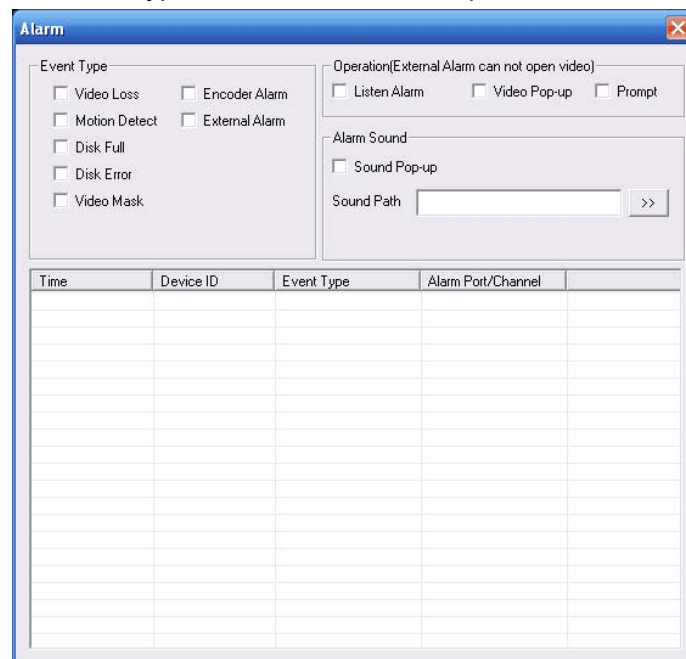 Alarm
Event Type
Video Loss
Encoder Alarm
Motion Detect
External Alarm
Disk Full
Disk Error
Video Mask
Operation(External Alarm can not open video)
Listen Alarm
Video Pop-up
Prompt
Alarm Sound
Sound Pop-up
Sound Path
>>
Time
Device ID
Event Type
Alarm Port/Channel